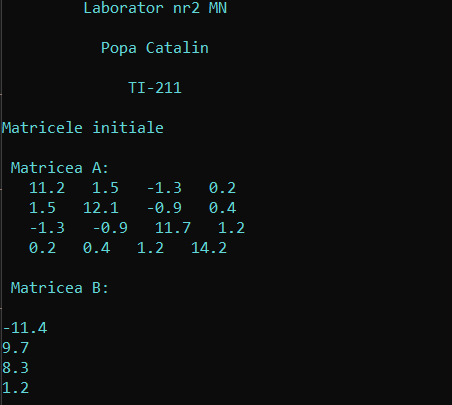 Laborator nr2 MN
Popa Catalin
TI-211
Matricele initiale
Matricea A:
11.2 1.5 -1.3 0.2
1.5 12.1 -0.9 0.4
-1.3 -0.9 11.7 1.2
0.2 0.4 1.2 14.2
Matricea B:
-11.4
9.7
8.3
1.2